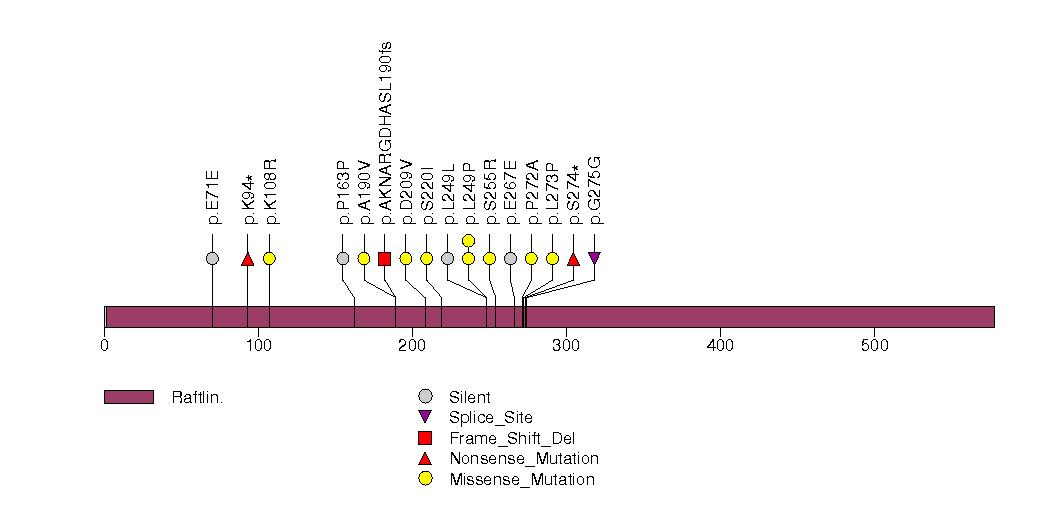 p.E71E
p.K94*
p.K108R
p.P163P
p.A190V
p.AKNARGDHASL190fs
p.D209V
p.S220I
p.L249L
p.L249P
p.S255R
p.E267E
p.P272A
p.L273P
p.S274*
p.G275G
0 100 200 300 400 500
Raftlin.
Silent
Splice_Site
Frame_Shift_Del
Nonsense_Mutation
Missense_Mutation